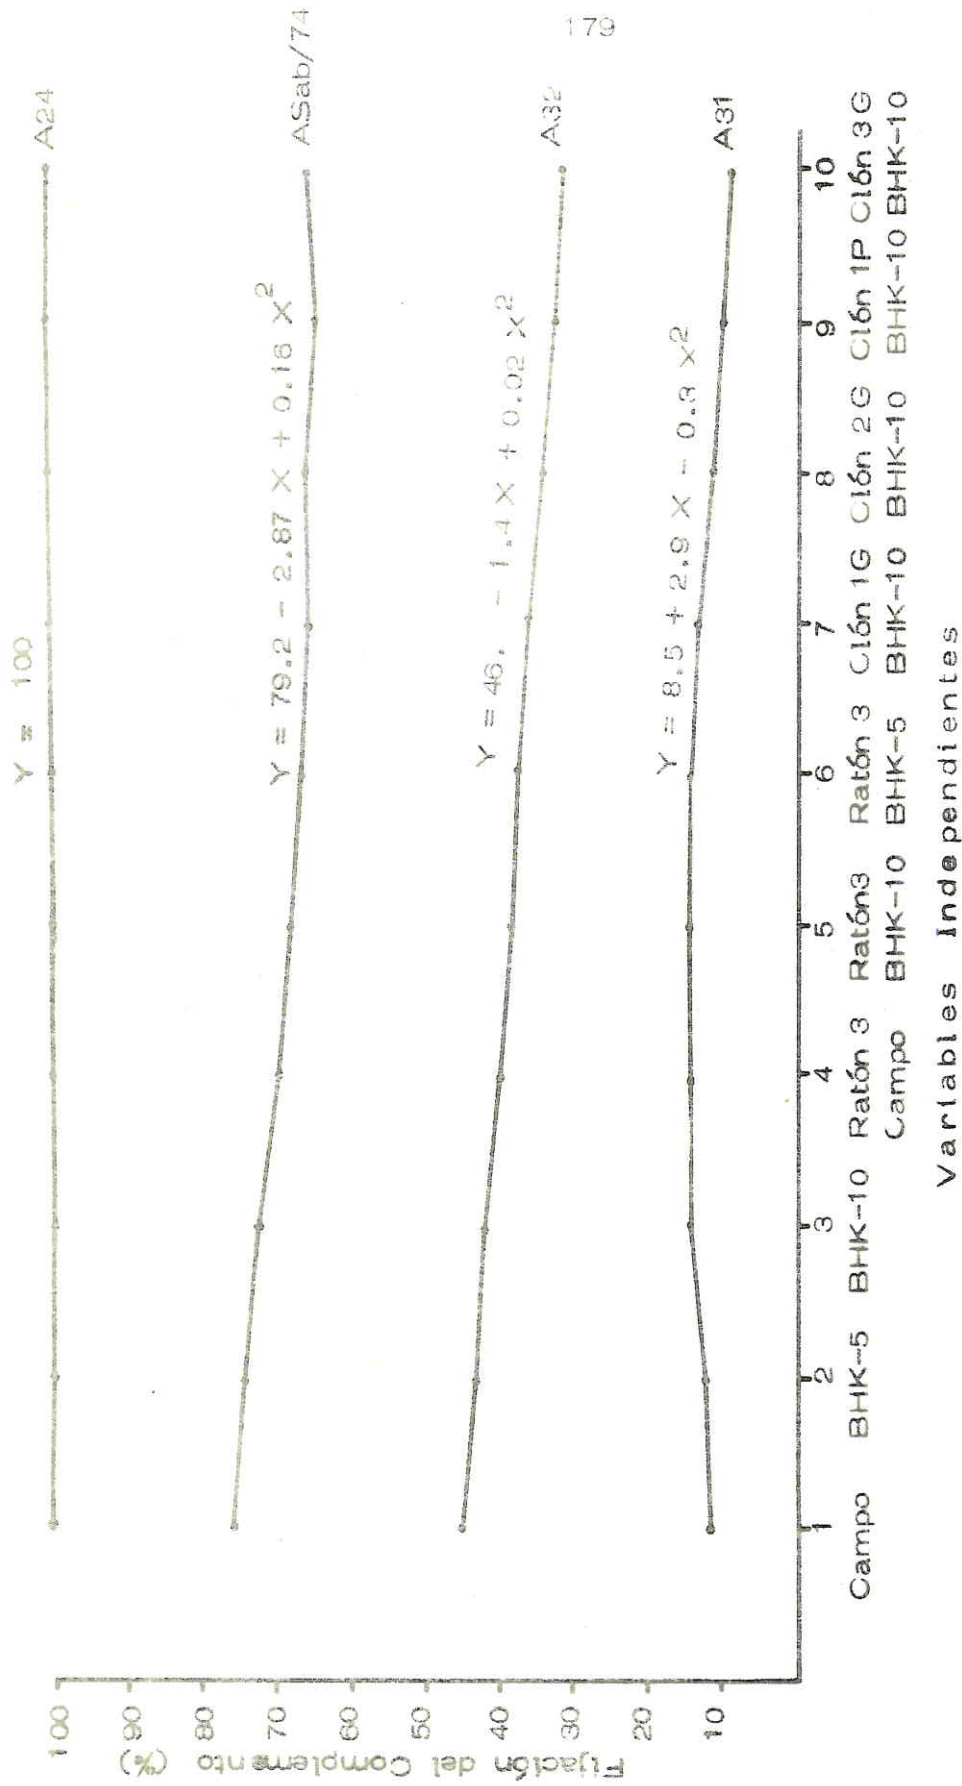 179
Y = 100
A24
Y = 79.2 - 2.87 X + 0.16 X²
ASab/74
Y = 46. - 1.4 X + 0.02 X²
A32
Y = 8.5 + 2.9 X - 0.3 X²
A31
Fijación del Complemento (%)
100
90
80
70
60
50
40
30
20
10
1 2 3 4 5 6 7 8 9 10
Campo BHK-5 BHK-10 Ratón 3 Ratón3 Ratón 3 Clón 1G Clón 2G Clón 1P Clón 3G
Campo BHK-10 BHK-5 BHK-10 BHK-10 BHK-10 BHK-10
Variables Independientes